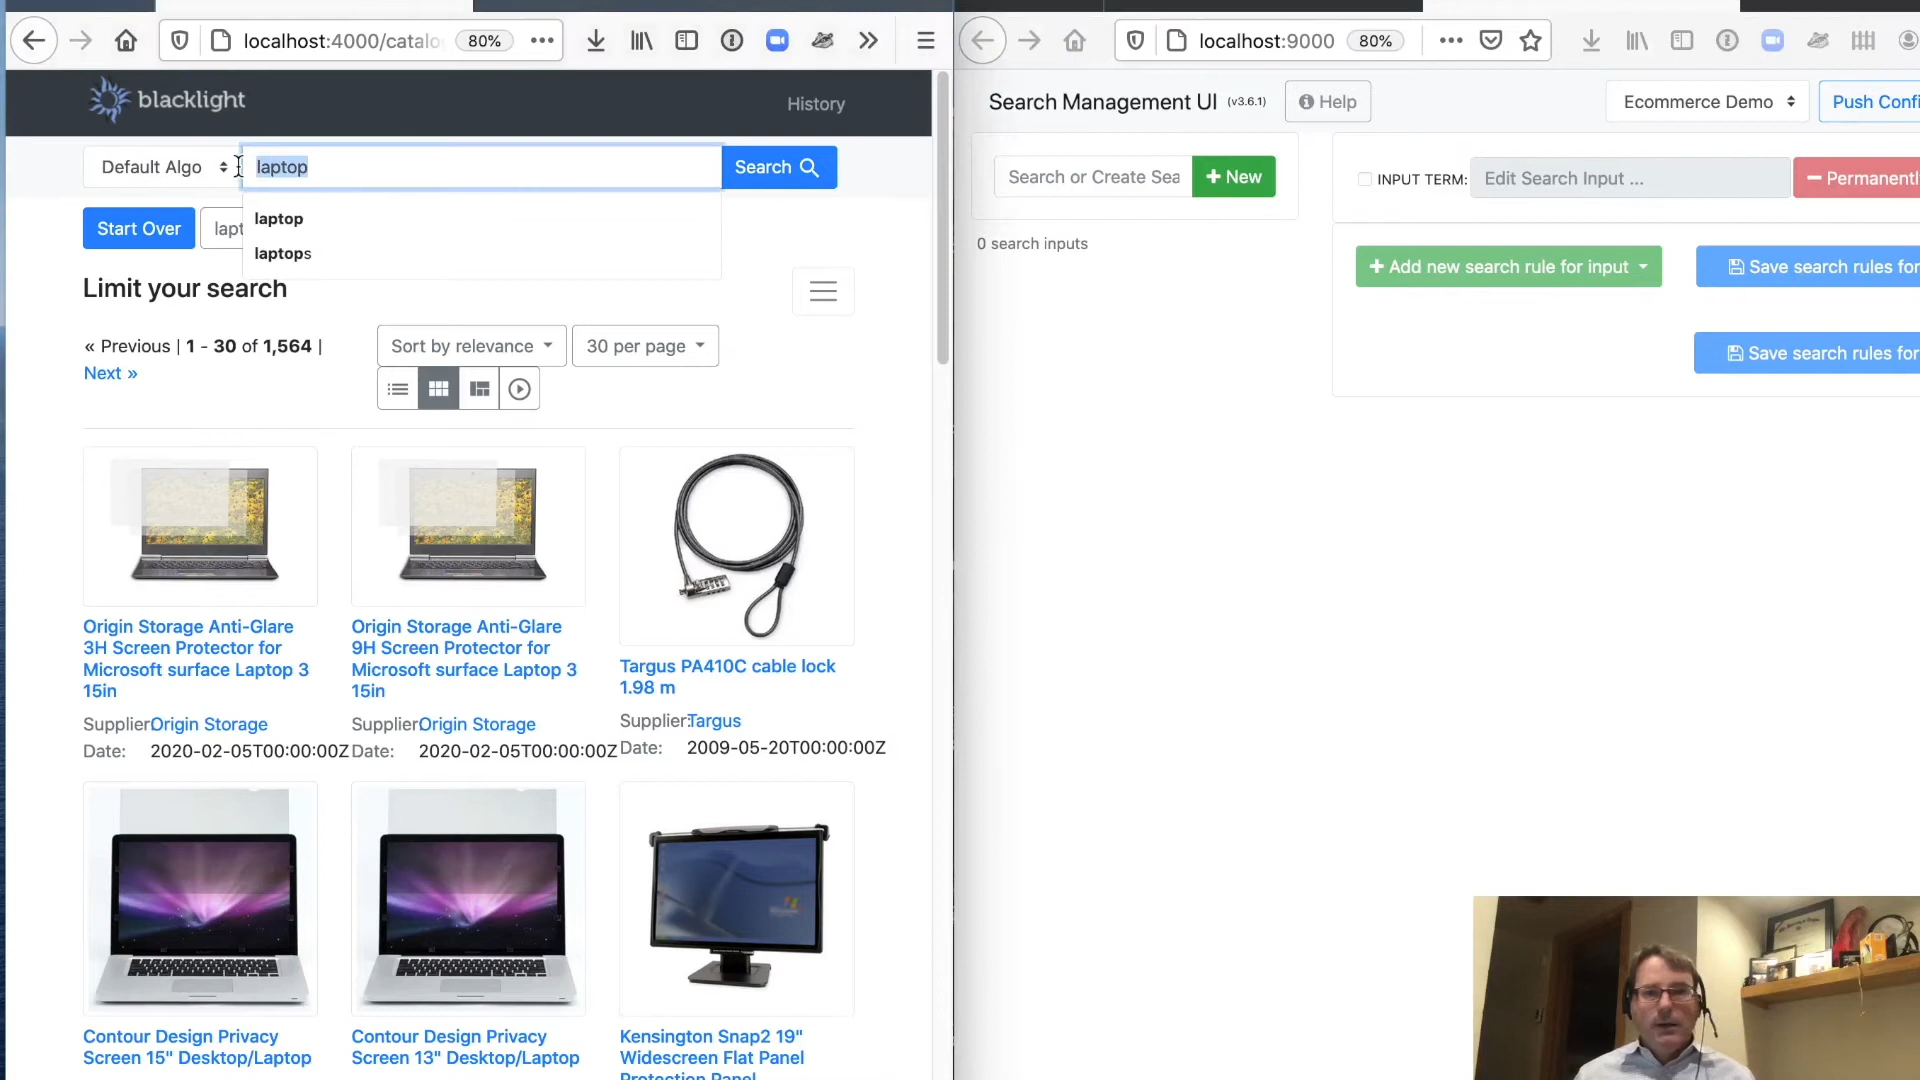 localhost:4000/catalo
80%
blacklight
History
Default Algo
laptop
Search
laptop
laptops
Start Over
lapt
Limit your search
« Previous | 1 - 30 of 1,564 |
Next »
Sort by relevance
30 per page
Origin Storage Anti-Glare
3H Screen Protector for
Microsoft surface Laptop 3
15in
Supplier:Origin Storage
Date: 2020-02-05T00:00:00Z
Origin Storage Anti-Glare
9H Screen Protector for
Microsoft surface Laptop 3
15in
Supplier:Origin Storage
Date: 2020-02-05T00:00:00Z
Targus PA410C cable lock
1.98 m
Supplier:Targus
Date: 2009-05-20T00:00:00Z
Contour Design Privacy
Screen 15" Desktop/Laptop
Contour Design Privacy
Screen 13" Desktop/Laptop
Kensington Snap2 19"
Widescreen Flat Panel
Protection Panel
localhost:9000
80%
Search Management UI (v3.6.1)
Help
Ecommerce Demo
Push Confi
Search or Create Sea
+ New
0 search inputs
INPUT TERM:
Edit Search Input ...
Permanentl
+ Add new search rule for input
Save search rules for
Save search rules for